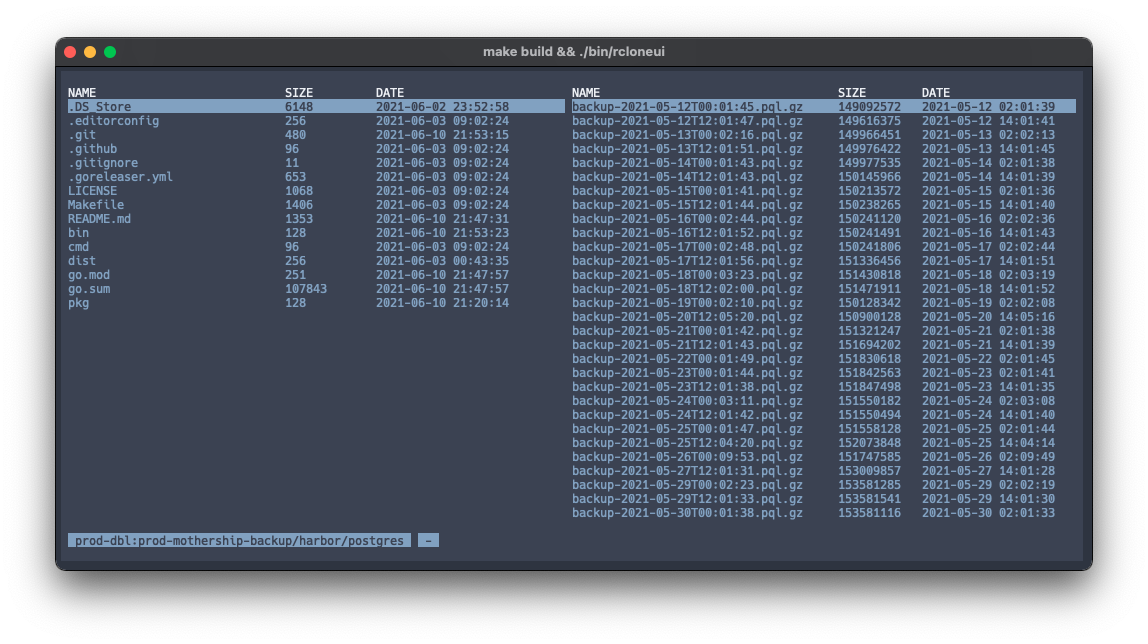 make build && ./bin/rcloneui
NAME SIZE DATE NAME SIZE DATE
.DS_Store 6148 2021-06-02 23:52:58 backup-2021-05-12T00:01:45.pql.gz 149092572 2021-05-12 02:01:39
.editorconfig 256 2021-06-03 09:02:24 backup-2021-05-12T12:01:47.pql.gz 149616375 2021-05-12 14:01:41
.git 480 2021-06-10 21:53:15 backup-2021-05-13T00:02:16.pql.gz 149966451 2021-05-13 02:02:13
.github 96 2021-06-03 09:02:24 backup-2021-05-13T12:01:51.pql.gz 149976422 2021-05-13 14:01:45
.gitignore 11 2021-06-03 09:02:24 backup-2021-05-14T00:01:43.pql.gz 149977535 2021-05-14 02:01:38
.goreleaser.yml 653 2021-06-03 09:02:24 backup-2021-05-14T12:01:43.pql.gz 150145966 2021-05-14 14:01:39
LICENSE 1068 2021-06-03 09:02:24 backup-2021-05-15T00:01:41.pql.gz 150213572 2021-05-15 02:01:36
Makefile 1406 2021-06-03 09:02:24 backup-2021-05-15T12:01:44.pql.gz 150238265 2021-05-15 14:01:40
README.md 1353 2021-06-10 21:47:31 backup-2021-05-16T00:02:44.pql.gz 150241120 2021-05-16 02:02:36
bin 128 2021-06-10 21:53:23 backup-2021-05-16T12:01:52.pql.gz 150241491 2021-05-16 14:01:43
cmd 96 2021-06-03 09:02:24 backup-2021-05-17T00:02:48.pql.gz 150241806 2021-05-17 02:02:44
dist 256 2021-06-03 00:43:35 backup-2021-05-17T12:01:56.pql.gz 151336456 2021-05-17 14:01:51
go.mod 251 2021-06-10 21:47:57 backup-2021-05-18T00:03:23.pql.gz 151430818 2021-05-18 02:03:19
go.sum 107843 2021-06-10 21:47:57 backup-2021-05-18T12:02:00.pql.gz 151471911 2021-05-18 14:01:52
pkg 128 2021-06-10 21:20:14 backup-2021-05-19T00:02:10.pql.gz 150128342 2021-05-19 02:02:08
backup-2021-05-20T12:05:20.pql.gz 150900128 2021-05-20 14:05:16
backup-2021-05-21T00:01:42.pql.gz 151321247 2021-05-21 02:01:38
backup-2021-05-21T12:01:43.pql.gz 151694202 2021-05-21 14:01:39
backup-2021-05-22T00:01:49.pql.gz 151830618 2021-05-22 02:01:45
backup-2021-05-23T00:01:44.pql.gz 151842563 2021-05-23 02:01:41
backup-2021-05-23T12:01:38.pql.gz 151847498 2021-05-23 14:01:35
backup-2021-05-24T00:03:11.pql.gz 151550182 2021-05-24 02:03:08
backup-2021-05-24T12:01:42.pql.gz 151550494 2021-05-24 14:01:40
backup-2021-05-25T00:01:47.pql.gz 151558128 2021-05-25 02:01:44
backup-2021-05-25T12:04:20.pql.gz 152073848 2021-05-25 14:04:14
backup-2021-05-26T00:09:53.pql.gz 151747585 2021-05-26 02:09:49
backup-2021-05-27T12:01:31.pql.gz 153009857 2021-05-27 14:01:28
backup-2021-05-29T00:02:23.pql.gz 153581285 2021-05-29 02:02:19
backup-2021-05-29T12:01:33.pql.gz 153581541 2021-05-29 14:01:30
backup-2021-05-30T00:01:38.pql.gz 153581116 2021-05-30 02:01:33
prod-dbl:prod-mothership-backup/harbor/postgres -